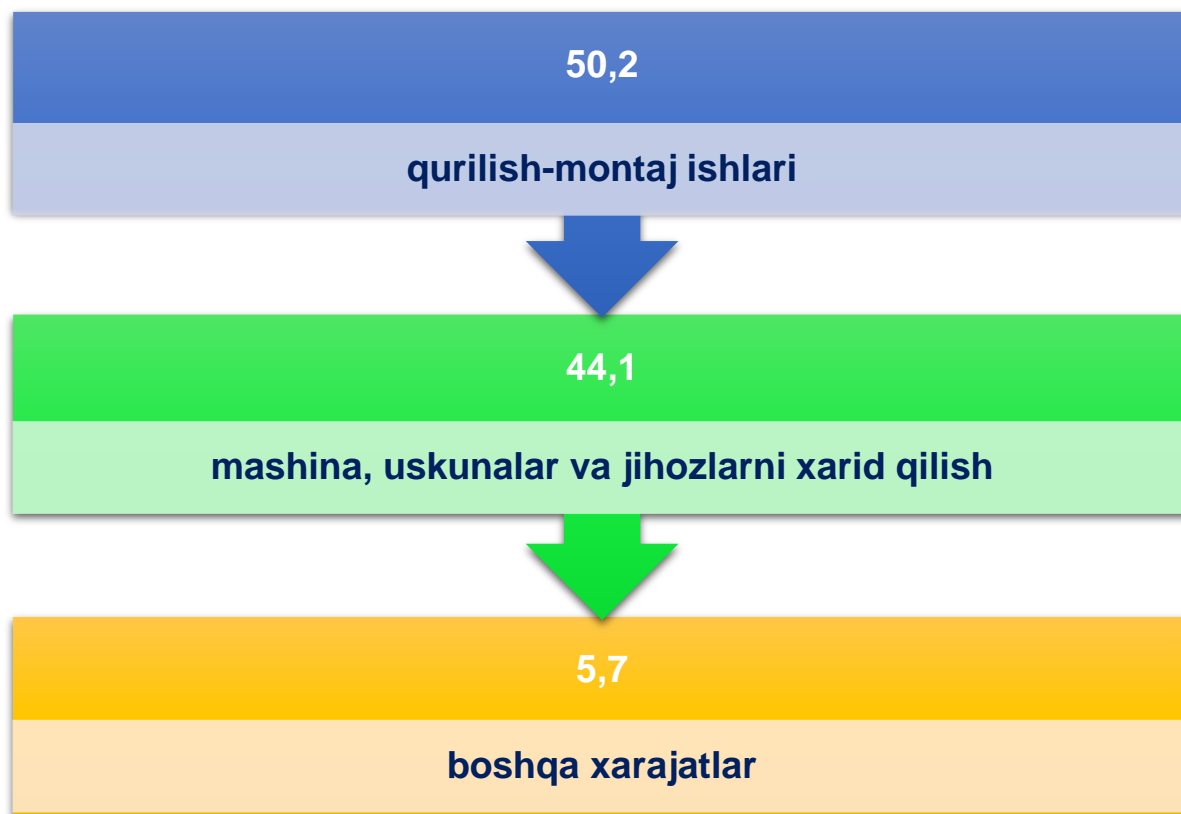 50,2
qurilish-montaj ishlari
44,1
mashina, uskunalar va jihozlarni xarid qilish
5,7
boshqa xarajatlar